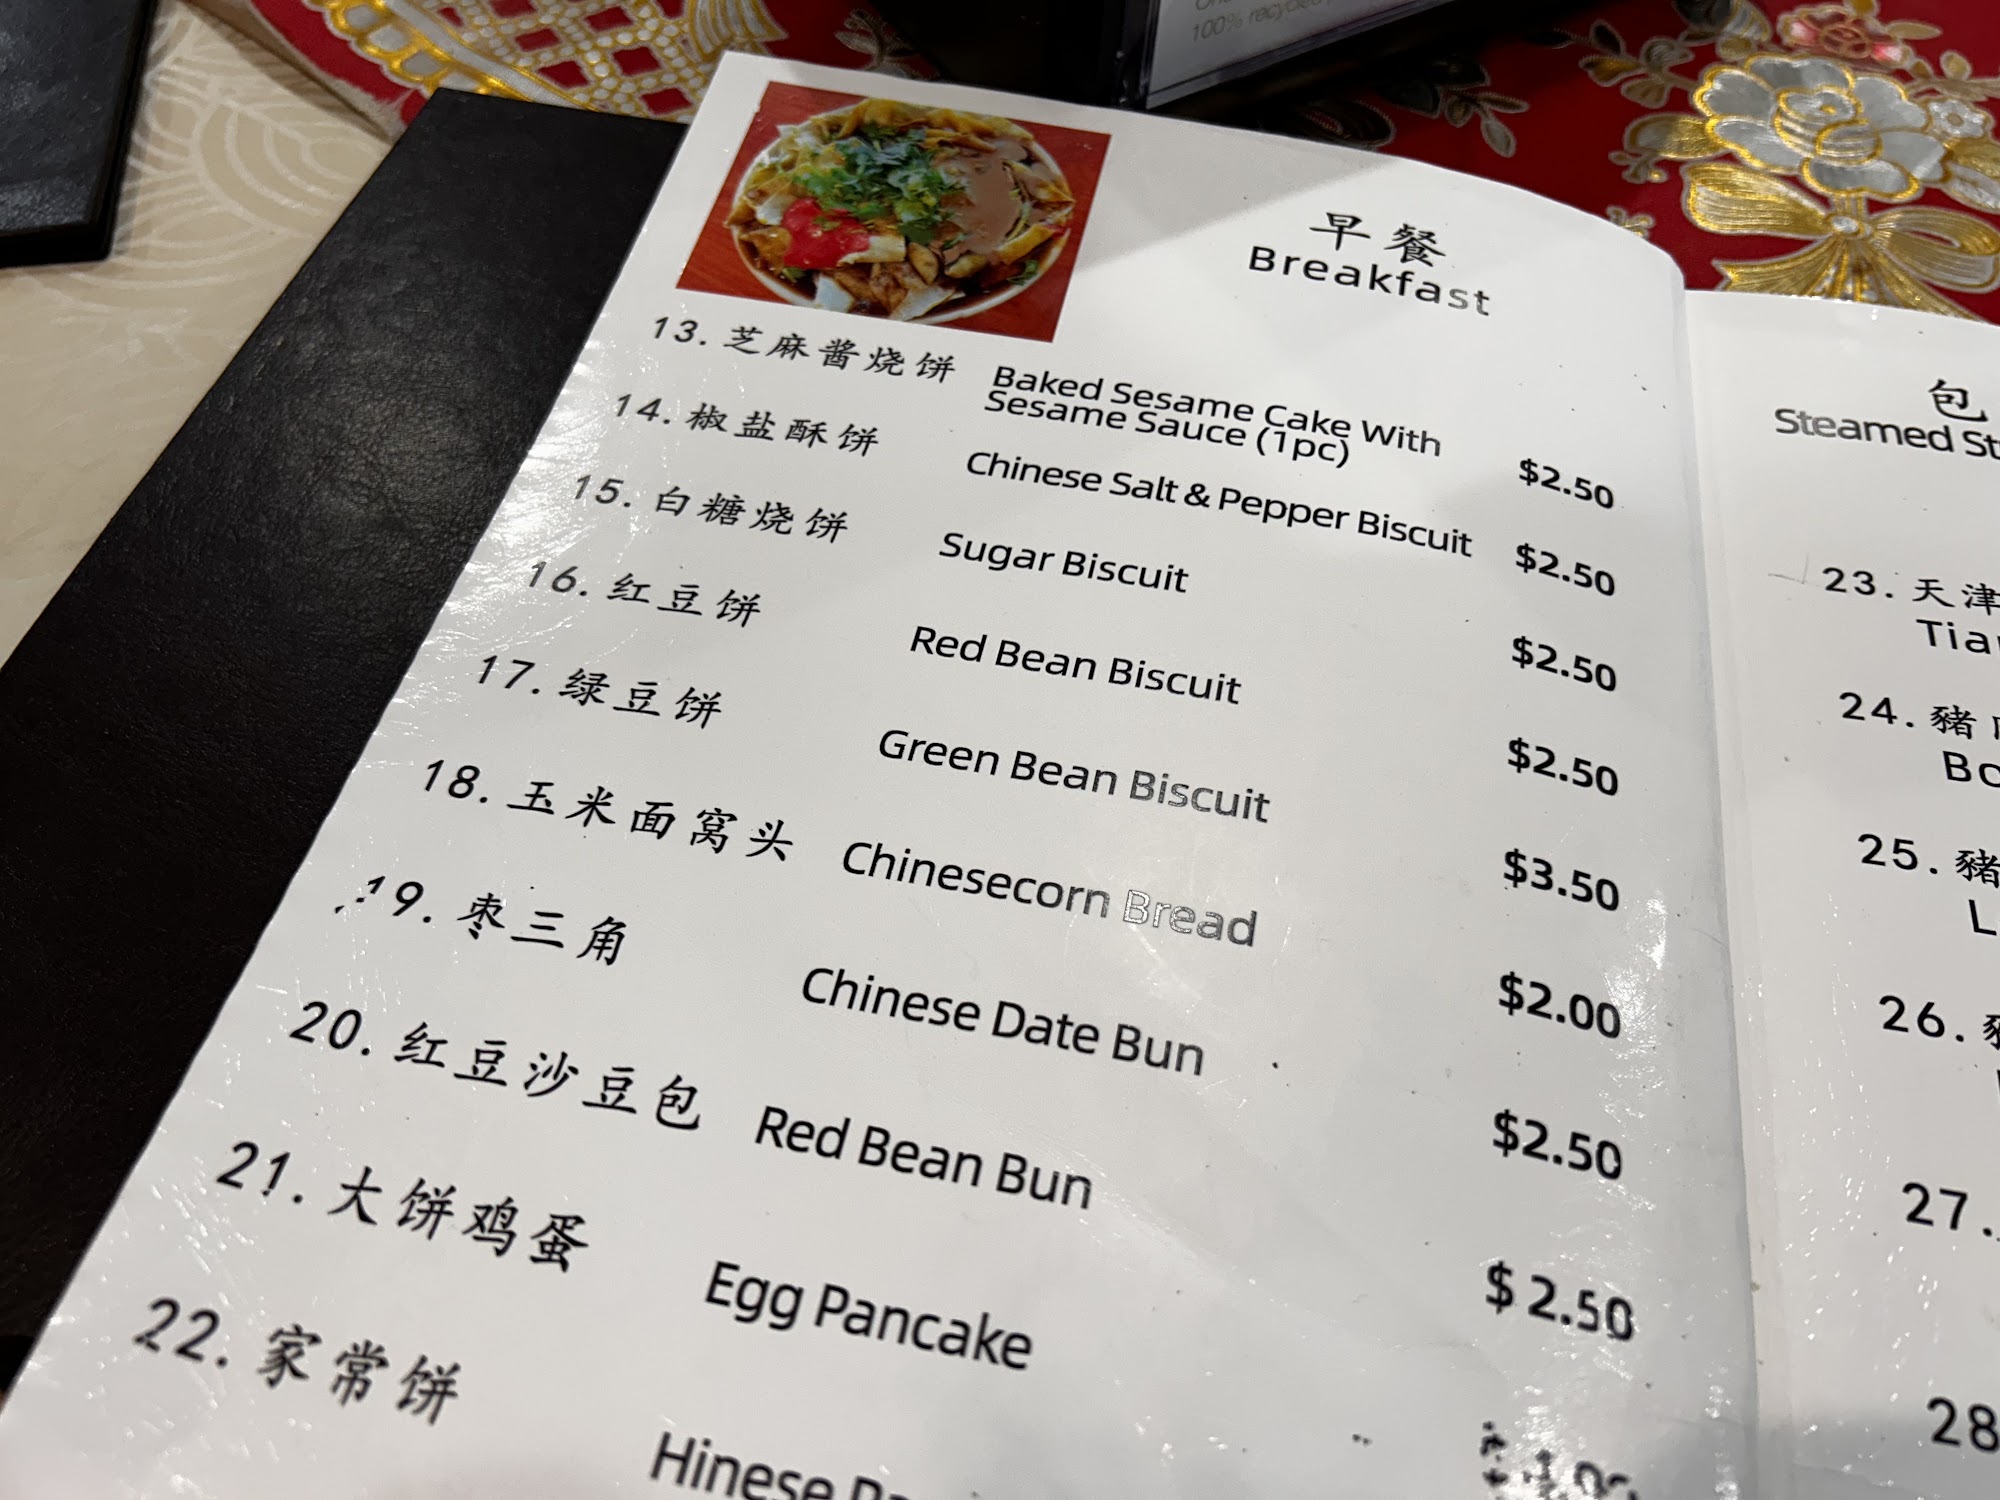 100% recycled
早餐
Breakfast
13. 芝麻酱烧饼 Baked Sesame Cake With
Sesame Sauce (1pc) $2.50
14. 椒盐酥饼 Chinese Salt & Pepper Biscuit $2.50
15. 白糖烧饼 Sugar Biscuit $2.50
16. 红豆饼 Red Bean Biscuit $2.50
17. 绿豆饼 Green Bean Biscuit $3.50
18. 玉米面窝头 Chinesecorn Bread $2.00
19. 枣三角 Chinese Date Bun $2.50
20. 红豆沙豆包 Red Bean Bun $2.50
21. 大饼鸡蛋 Egg Pancake
22. 家常饼 Hinese
包
Steamed
23. 天津
24. 豬
25. 豬
26.
27.
28